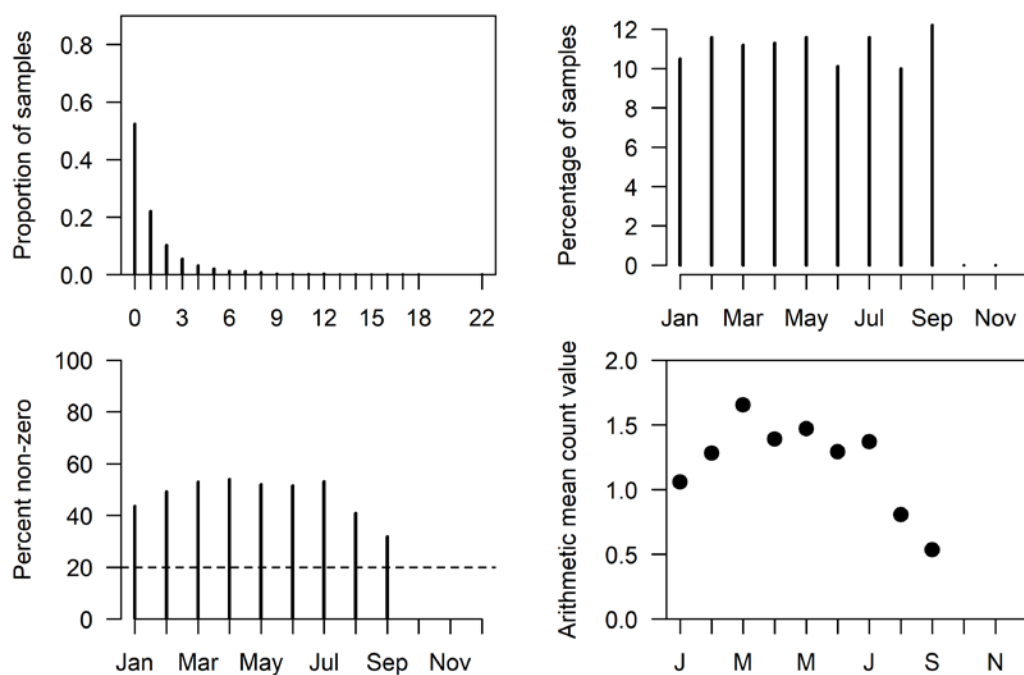 Proportion of samples
0.8
0.6
0.4
0.2
0.0
0 3 6 9 12 15 18 22
Percentage of samples
12
10
8
6
4
2
0
Jan Mar May Jul Sep Nov
Percent non-zero
100
80
60
40
20
0
Jan Mar May Jul Sep Nov
Arithmetic mean count value
2.0
1.5
1.0
0.5
0.0
J M M J S N